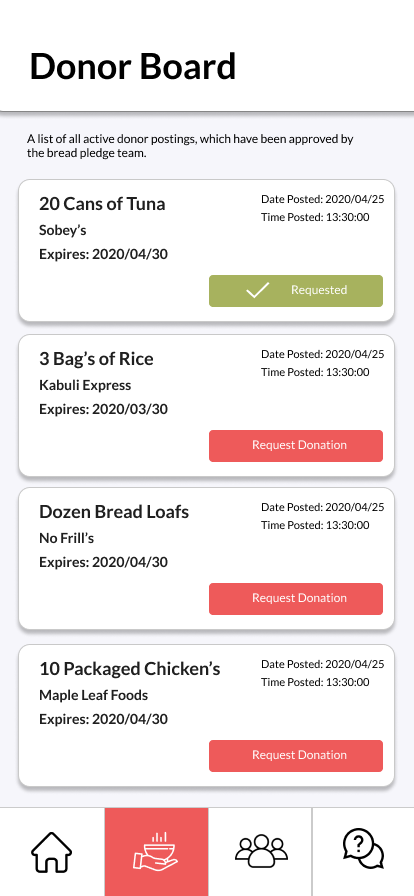 Donor Board
A list of all active donor postings, which have been approved by
the bread pledge team.
20 Cans of Tuna
Date Posted: 2020/04/25
Time Posted: 13:30:00
Sobey's
Expires: 2020/04/30
Requested
3 Bag's of Rice
Date Posted: 2020/04/25
Time Posted: 13:30:00
Kabuli Express
Expires: 2020/03/30
Request Donation
Dozen Bread Loafs
Date Posted: 2020/04/25
Time Posted: 13:30:00
No Frill's
Expires: 2020/04/30
Request Donation
10 Packaged Chicken's
Date Posted: 2020/04/25
Time Posted: 13:30:00
Maple Leaf Foods
Expires: 2020/04/30
Request Donation
?